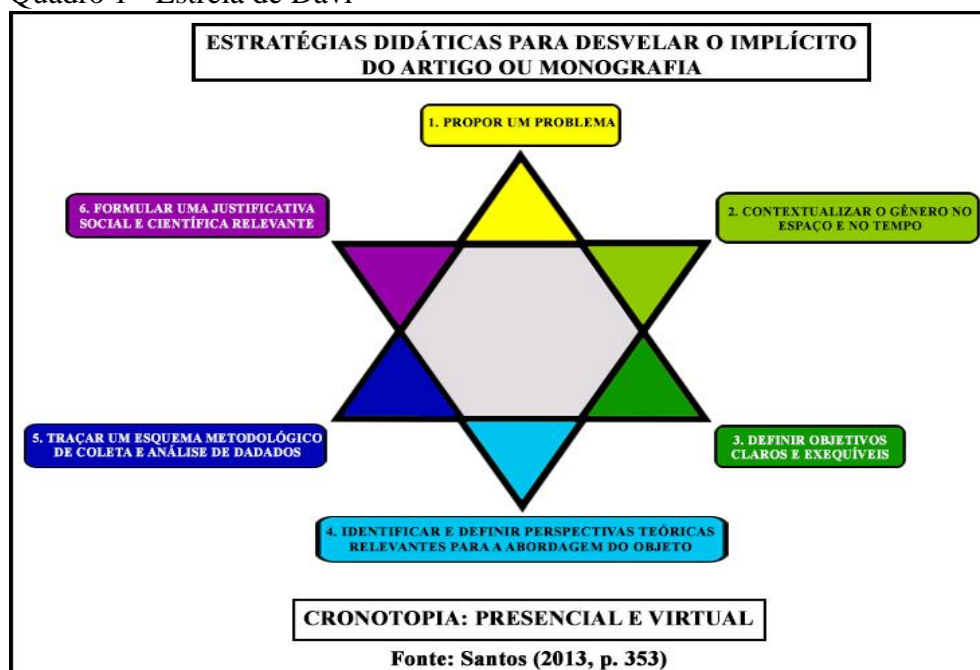 Quadro 1 - Estrela de Davi
ESTRATÉGIAS DIDÁTICAS PARA DESVELAR O IMPLÍCITO
DO ARTIGO OU MONOGRAFIA
1. PROPOR UM PROBLEMA
6. FORMULAR UMA JUSTIFICATIVA
SOCIAL E CIENTÍFICA RELEVANTE
2. CONTEXTUALIZAR O GÊNERO NO
ESPAÇO E NO TEMPO
5. TRAÇAR UM ESQUEMA METODOLÓGICO
DE COLETA E ANÁLISE DE DADADOS
3. DEFINIR OBJETIVOS
CLAROS E EXEQUÍVEIS
4. IDENTIFICAR E DEFINIR PERSPECTIVAS TEÓRICAS
RELEVANTES PARA A ABORDAGEM DO OBJETO
CRONOTOPIA: PRESENCIAL E VIRTUAL
Fonte: Santos (2013, p. 353)